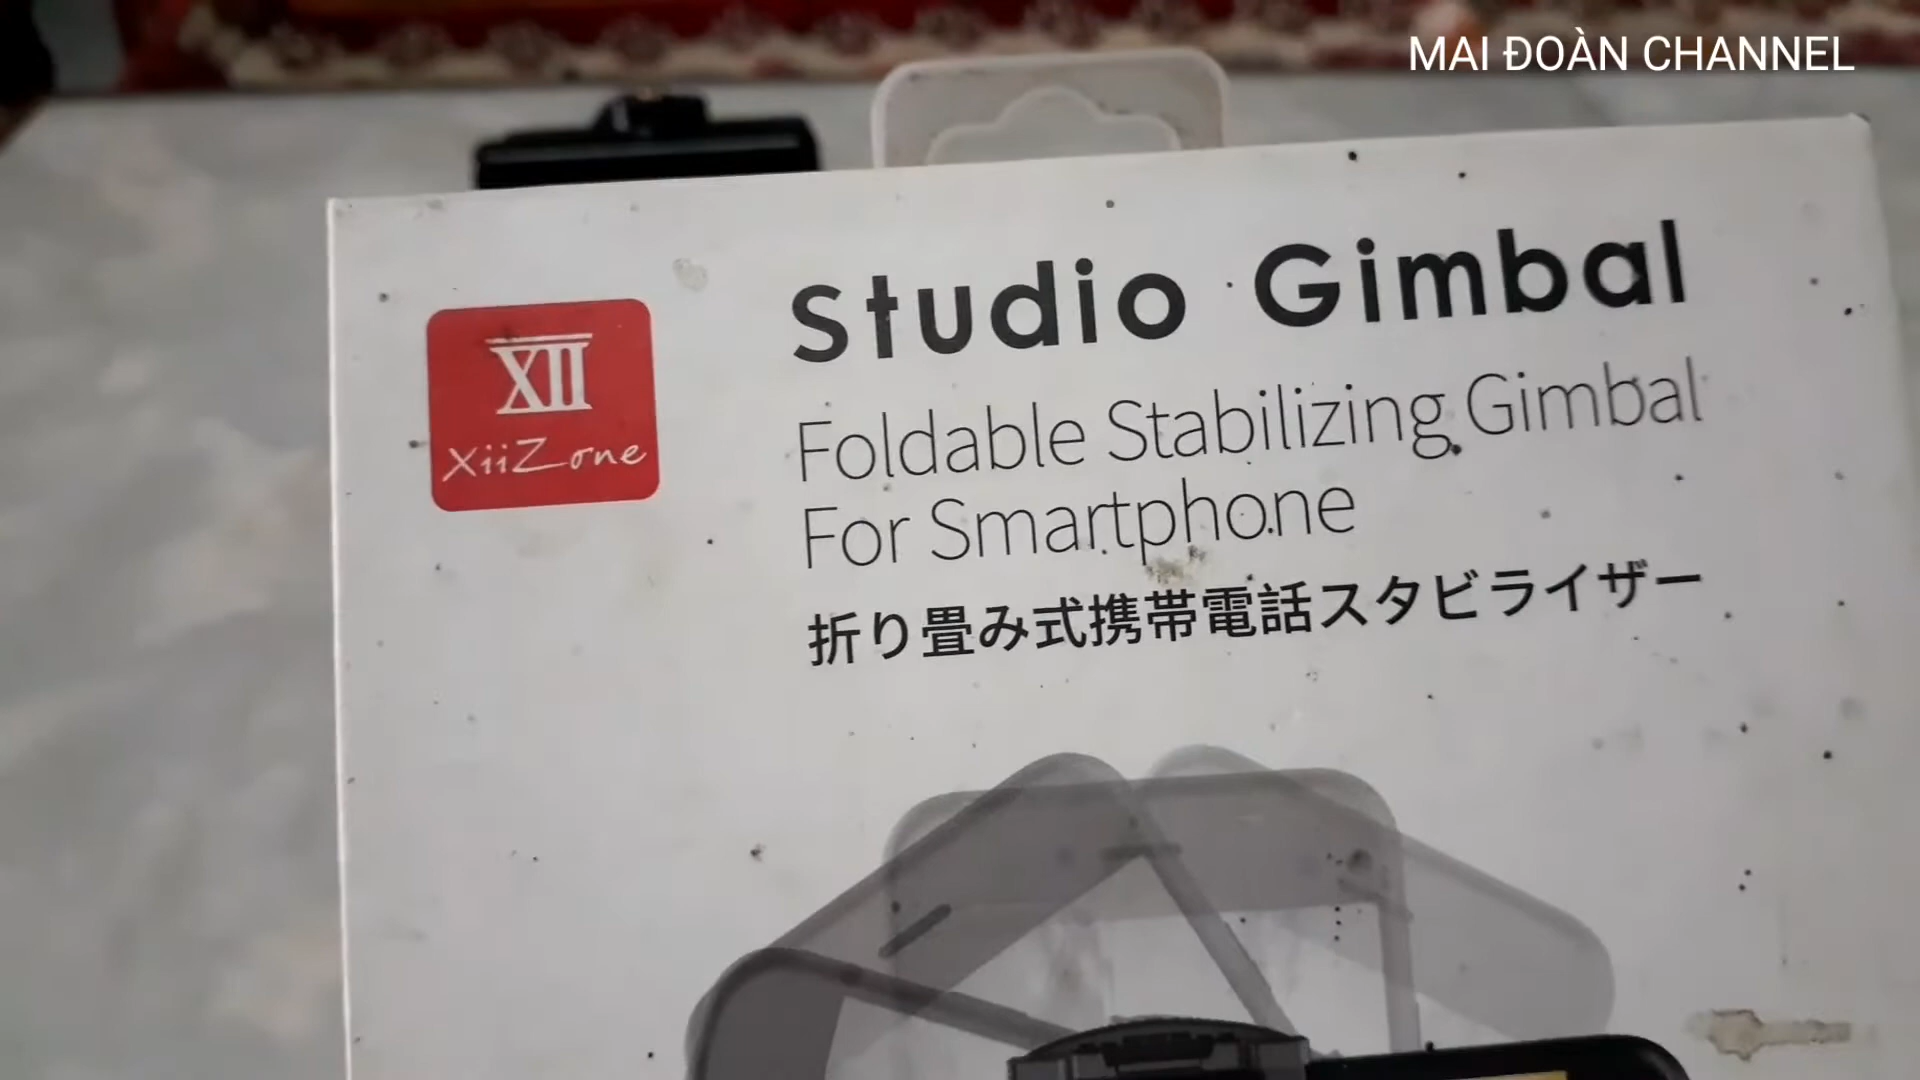 MAI ĐOÀN CHANNEL
Studio Gimbal
XII
XiiZone
Foldable Stabilizing Gimbal
For Smartphone
折り畳み式携帯電話スタビライザー